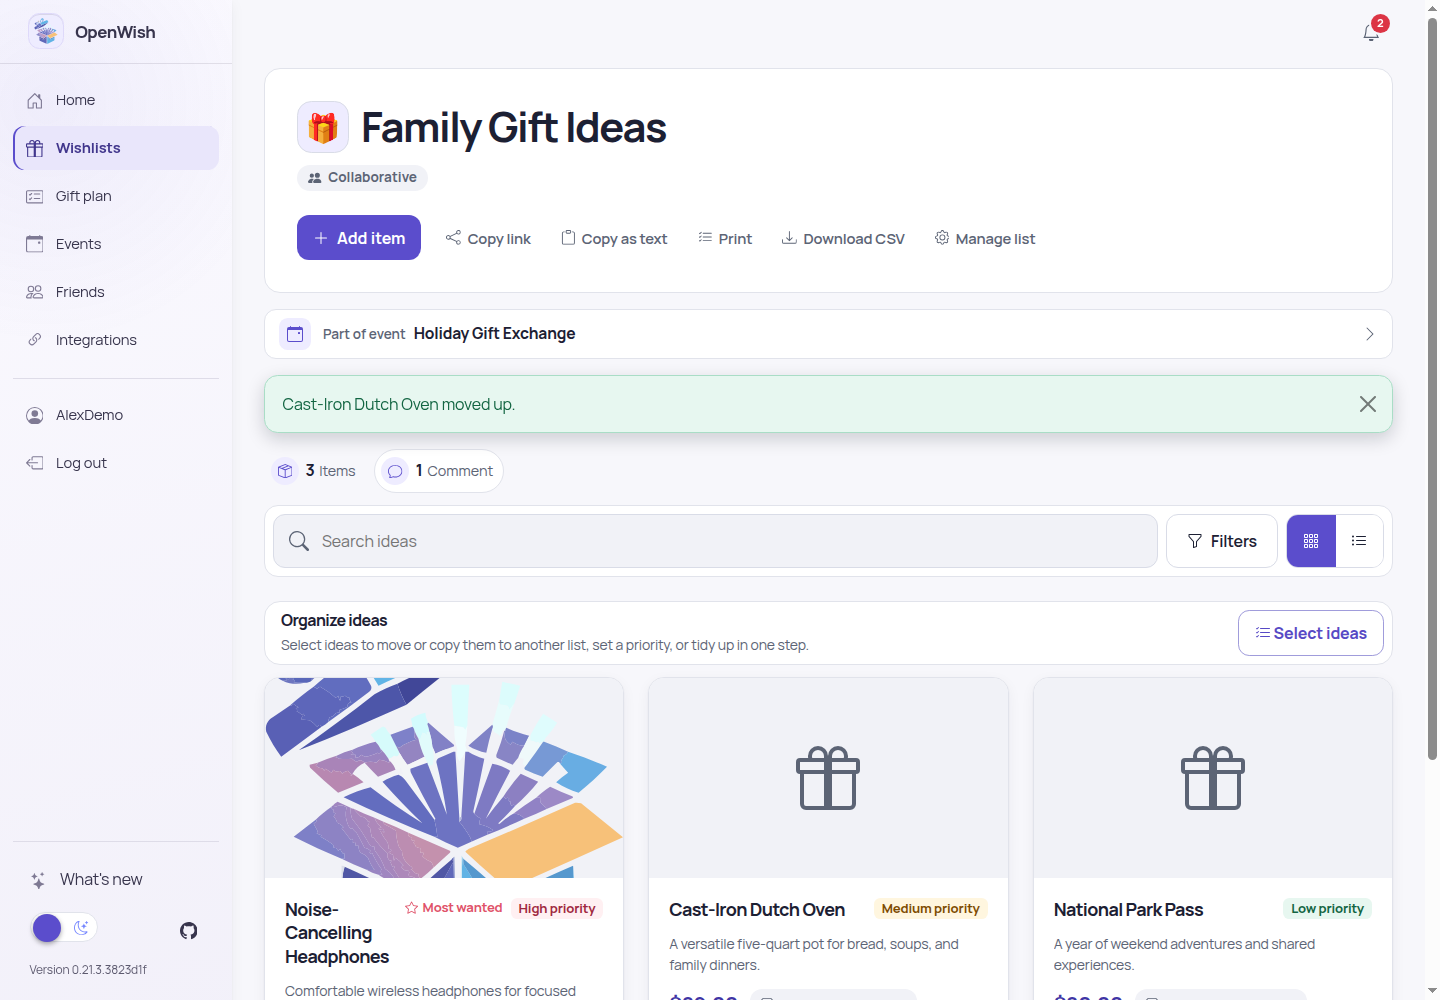 OpenWish
2
Home
Wishlists
Gift plan
Events
Friends
Integrations
AlexDemo
Log out
What's new
Version 0.21.3.3823d1f
Family Gift Ideas
Collaborative
Add item
Copy link
Copy as text
Print
Download CSV
Manage list
Part of event Holiday Gift Exchange
Cast-Iron Dutch Oven moved up.
3 Items
1 Comment
Search ideas
Filters
Organize ideas
Select ideas to move or copy them to another list, set a priority, or tidy up in one step.
Select ideas
Noise-
Cancelling
Headphones
Most wanted
High priority
Comfortable wireless headphones for focused
Cast-Iron Dutch Oven
Medium priority
A versatile five-quart pot for bread, soups, and
family dinners.
National Park Pass
Low priority
A year of weekend adventures and shared
experiences.